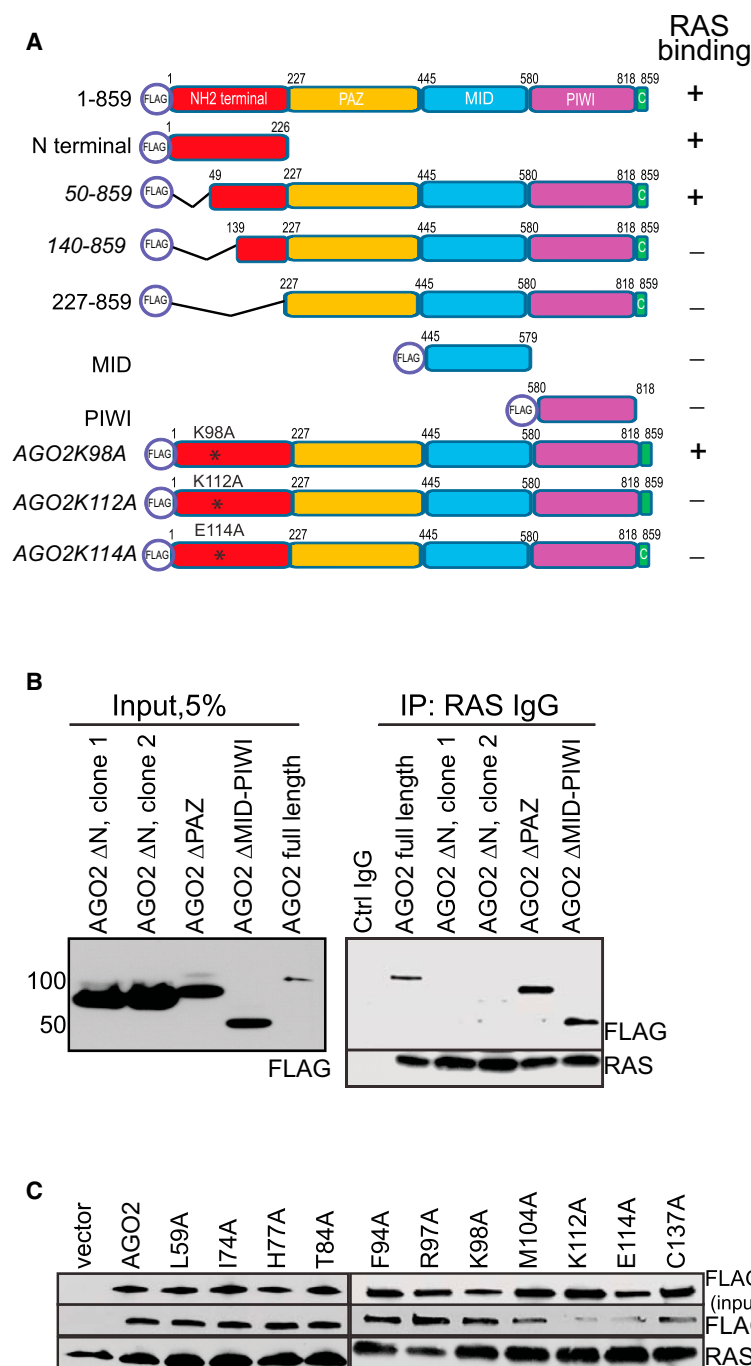 A
RAS
binding
1 227 445 580 818 859
1-859 FLAG NH2 terminal PAZ MID PIWI C +
1 226
N terminal FLAG +
49 227 445 580 818 859
50-859 FLAG C +
139 227 445 580 818 859
140-859 FLAG C –
227 445 580 818 859
227-859 FLAG C –
445 579
MID FLAG –
580 818
PIWI FLAG –
1 K98A 227 445 580 818 859
AGO2K98A FLAG * +
1 K112A 227 445 580 818 859
AGO2K112A FLAG * –
1 E114A 227 445 580 818 859
AGO2K114A FLAG * C –
B
Input,5%
IP: RAS IgG
AGO2 ΔN, clone 1
AGO2 ΔN, clone 2
AGO2 ΔPAZ
AGO2 ΔMID-PIWI
AGO2 full length
Ctrl IgG
AGO2 full length
AGO2 ΔN, clone 1
AGO2 ΔN, clone 2
AGO2 ΔPAZ
AGO2 ΔMID-PIWI
100
50
FLAG
FLAG
RAS
C
vector
AGO2
L59A
I74A
H77A
T84A
F94A
R97A
K98A
M104A
K112A
E114A
C137A
FLAG
(input
FLAG
RAS